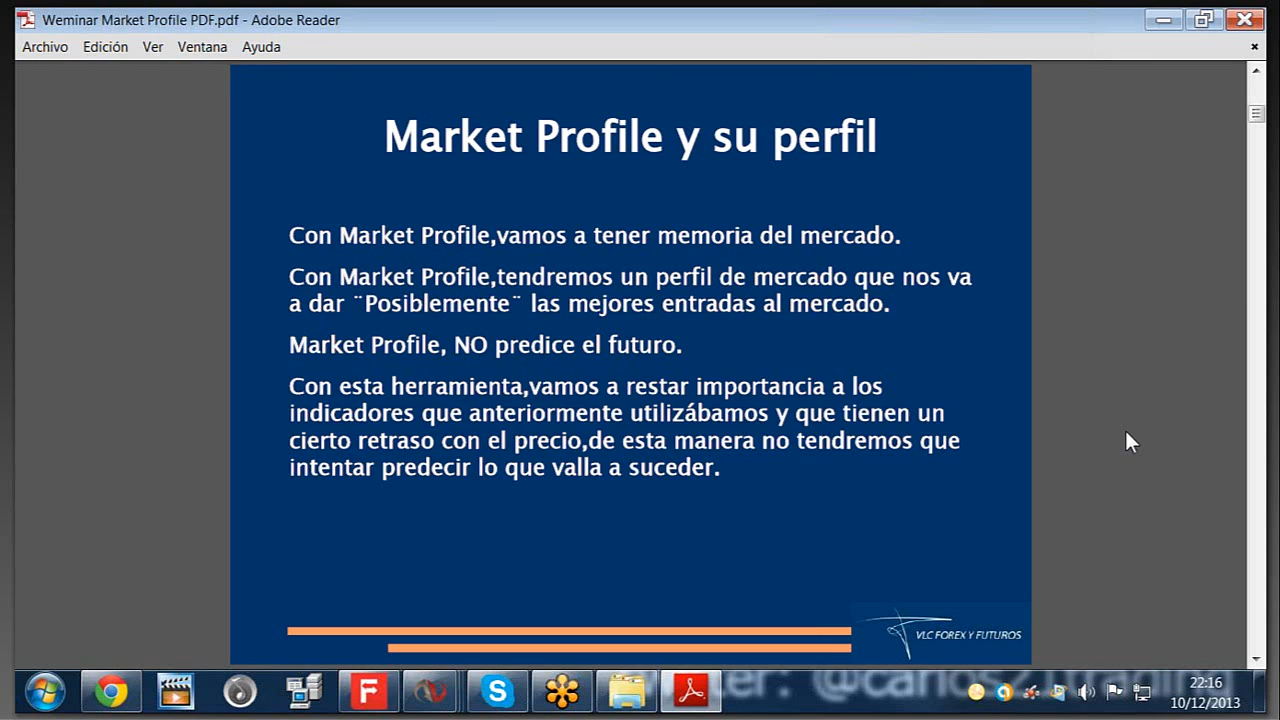 Weminar Market Profile PDF.pdf - Adobe Reader
Archivo Edición Ver Ventana Ayuda
Market Profile y su perfil
Con Market Profile,vamos a tener memoria del mercado.
Con Market Profile,tendremos un perfil de mercado que nos va
a dar ¨Posiblemente¨ las mejores entradas al mercado.
Market Profile, NO predice el futuro.
Con esta herramienta,vamos a restar importancia a los
indicadores que anteriormente utilizábamos y que tienen un
cierto retraso con el precio,de esta manera no tendremos que
intentar predecir lo que valla a suceder.
VLC FOREX Y FUTUROS
22:16
10/12/2013